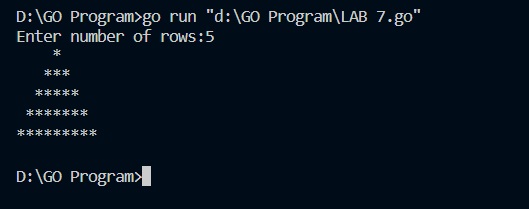 D:\GO Program>go run "d:\GO Program\LAB 7.go"
Enter number of rows:5
    *
   ***
  *****
 *******
*********
D:\GO Program>